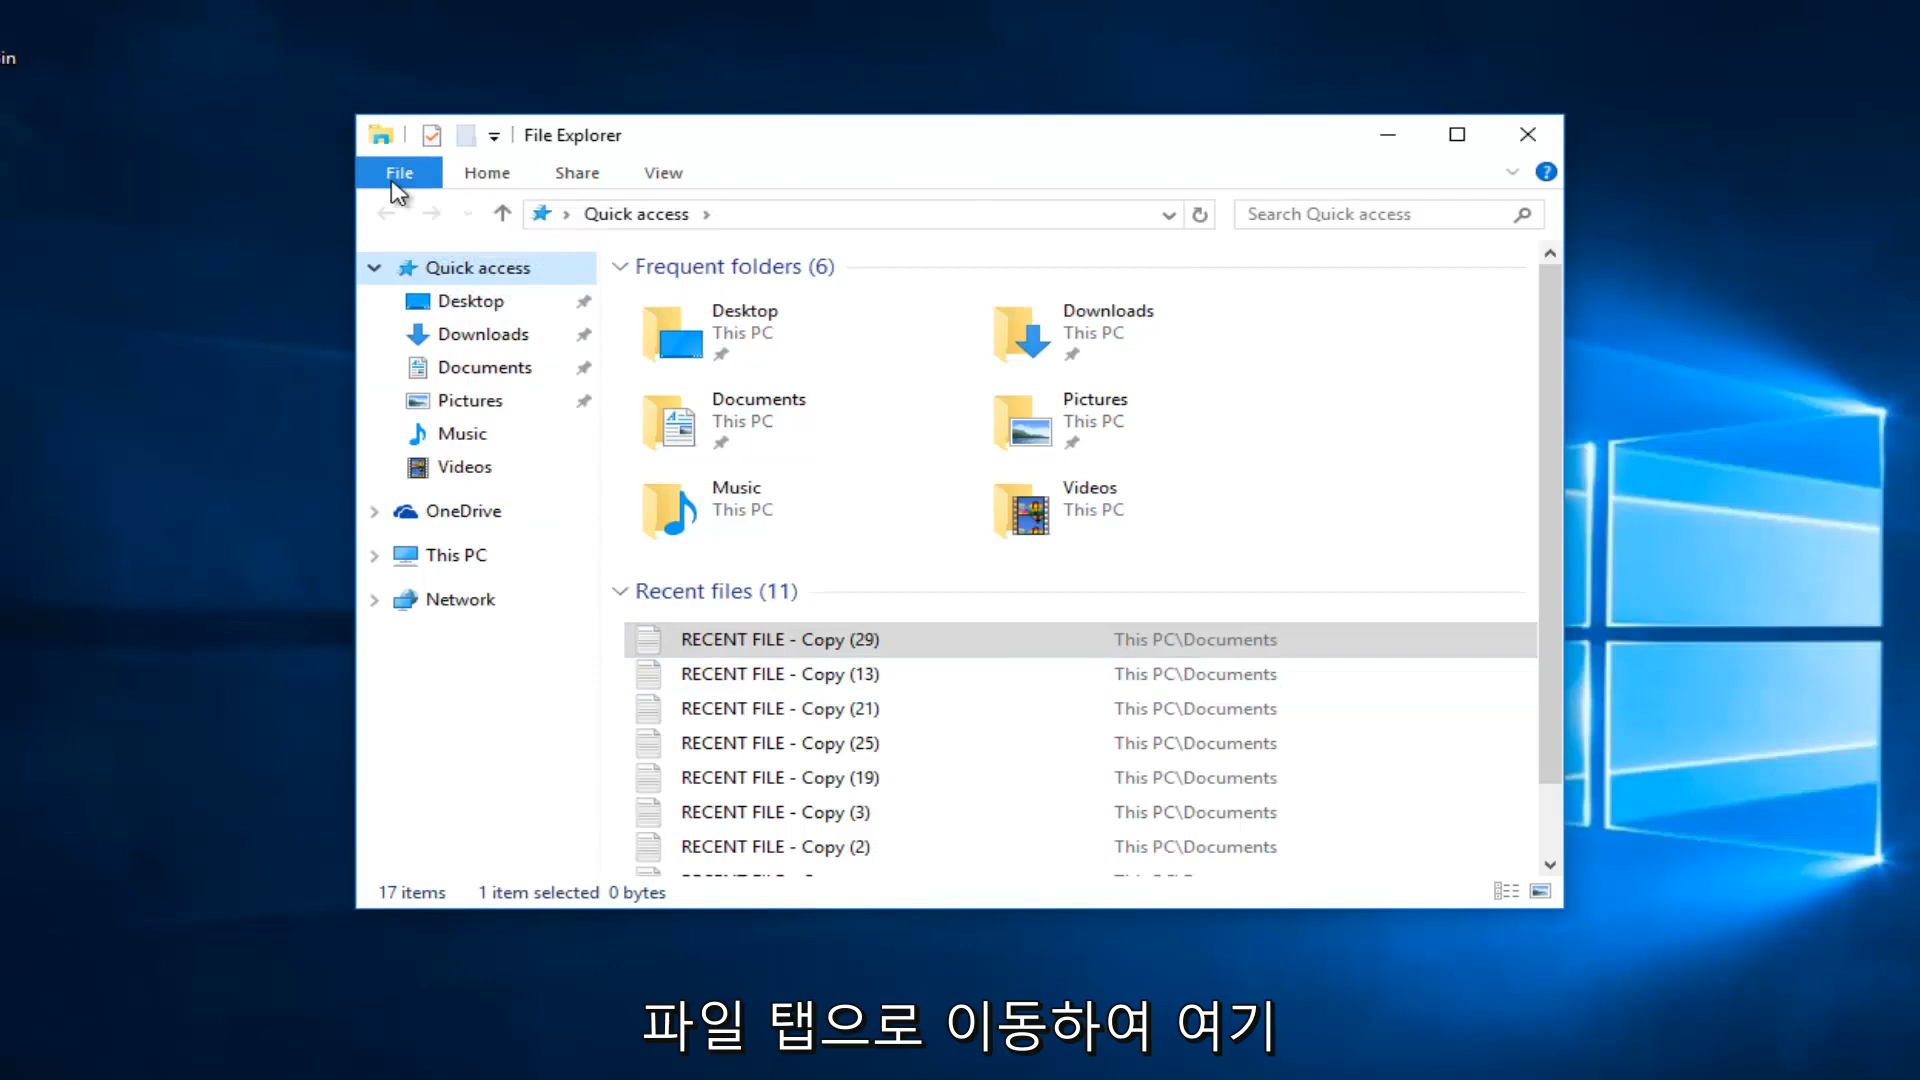 in
File Explorer
File Home Share View
Quick access
Search Quick access
Quick access
Desktop
Downloads
Documents
Pictures
Music
Videos
OneDrive
This PC
Network
Frequent folders (6)
Desktop
This PC
Downloads
This PC
Documents
This PC
Pictures
This PC
Music
This PC
Videos
This PC
Recent files (11)
RECENT FILE - Copy (29) This PC\Documents
RECENT FILE - Copy (13) This PC\Documents
RECENT FILE - Copy (21) This PC\Documents
RECENT FILE - Copy (25) This PC\Documents
RECENT FILE - Copy (19) This PC\Documents
RECENT FILE - Copy (3) This PC\Documents
RECENT FILE - Copy (2) This PC\Documents
17 items 1 item selected 0 bytes
파일 탭으로 이동하여 여기